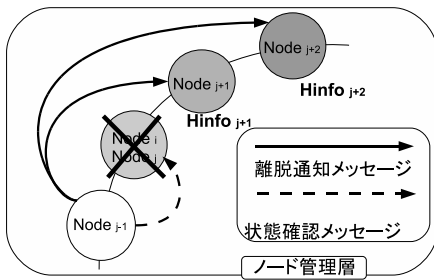 Node j+2
Node j+1
Hinfo j+2
Hinfo j+1
Node i
Node j
離脱通知メッセージ
Node j-1
状態確認メッセージ
ノード管理層